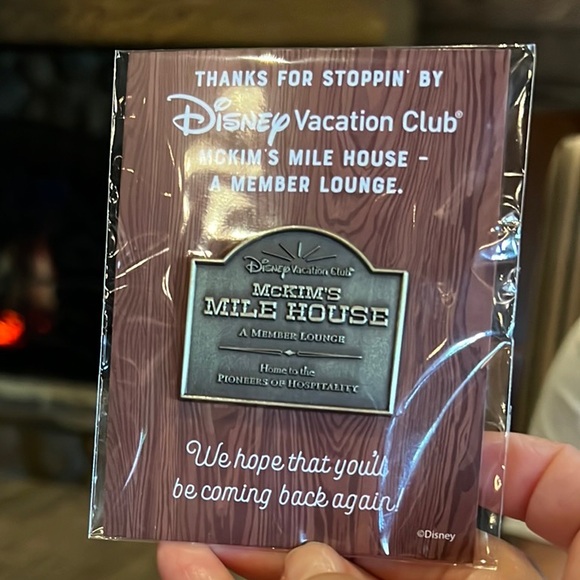 THANKS FOR STOPPIN' BY
Disney Vacation Club®
MCKIM'S MILE HOUSE –
A MEMBER LOUNGE.
Disney Vacation Club
McKIM'S
MILE HOUSE
A MEMBER LOUNGE
Home to the
PIONEERS OF HOSPITALITY
We hope that you'll
be coming back again!
©Disney